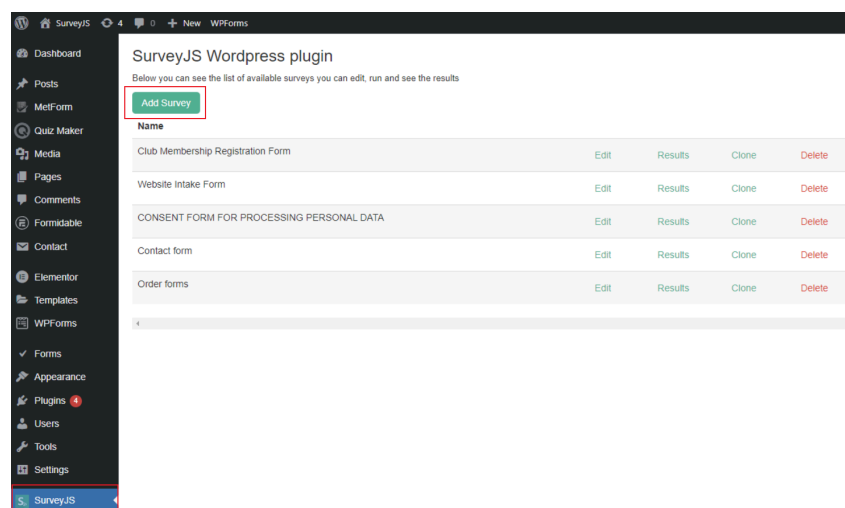 SurveyJS 4 0 + New WPForms
Dashboard
Posts
MetForm
Quiz Maker
Media
Pages
Comments
Formidable
Contact
Elementor
Templates
WPForms
Forms
Appearance
Plugins 4
Users
Tools
Settings
S. SurveyJS
SurveyJS Wordpress plugin
Below you can see the list of available surveys you can edit, run and see the results
Add Survey
Name
Club Membership Registration Form Edit Results Clone Delete
Website Intake Form Edit Results Clone Delete
CONSENT FORM FOR PROCESSING PERSONAL DATA Edit Results Clone Delete
Contact form Edit Results Clone Delete
Order forms Edit Results Clone Delete